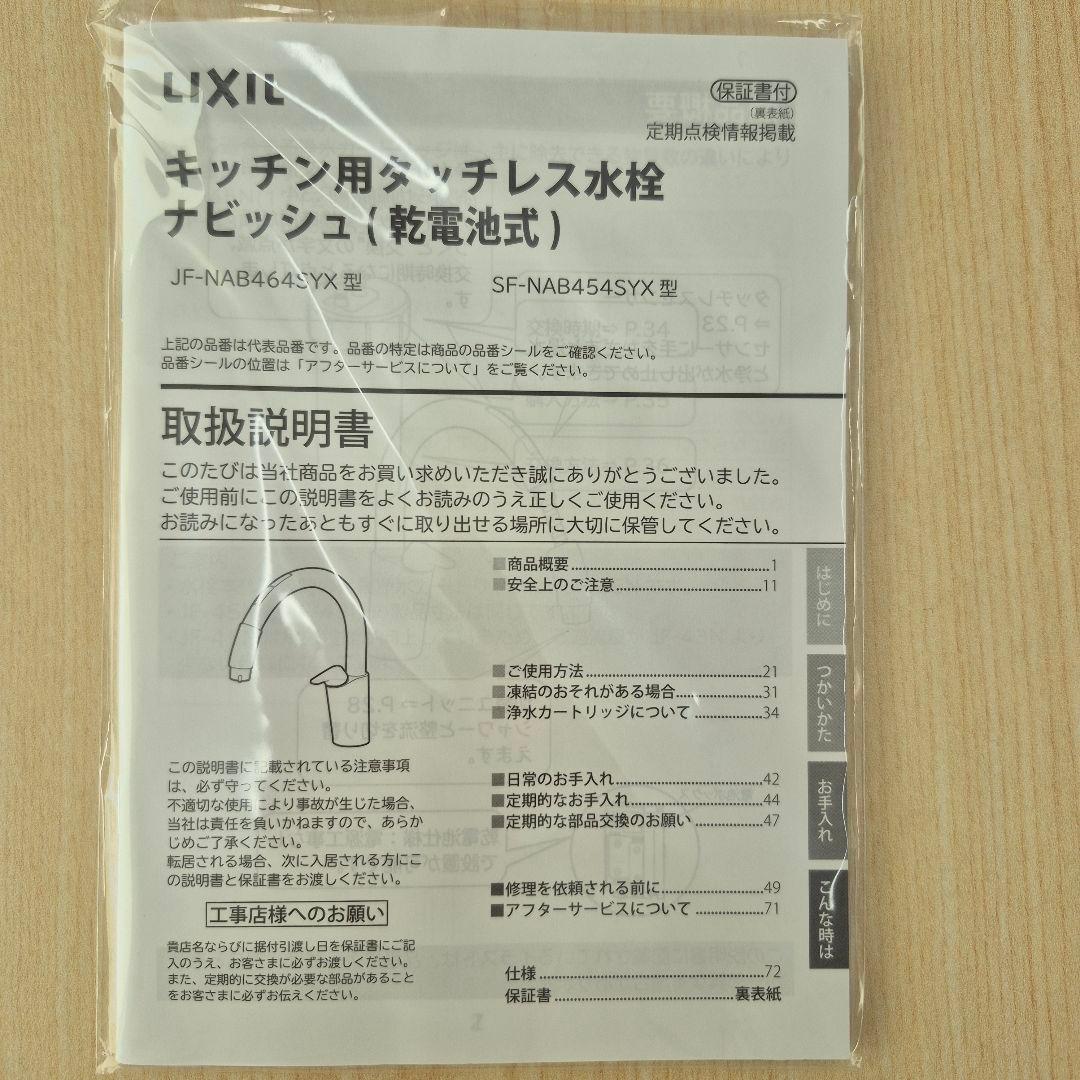 LIXIL
保証書付
(裏表紙)
定期点検情報掲載
キッチン用タッチレス水栓
ナビッシュ(乾電池式)
JF-NAB464SYX 型
SF-NAB454SYX 型
上記の品番は代表品番です。品番の特定は商品の品番シールをご確認ください。
品番シールの位置は「アフターサービスについて」をご覧ください。
取扱説明書
このたびは当社商品をお買い求めいただき誠にありがとうございました。
ご使用前にこの説明書をよくお読みのうえ正しくご使用ください。
お読みになったあともすぐに取り出せる場所に大切に保管してください。
■商品概要......1
■安全上のご注意......11
はじめに
■ご使用方法......21
■凍結のおそれがある場合......31
■浄水カートリッジについて......34
つかいかた
■日常のお手入れ......42
■定期的なお手入れ......44
■定期的な部品交換のお願い......47
お手入れ
■修理を依頼される前に......49
■アフターサービスについて......71
こんな時は
仕様......72
保証書......裏表紙
この説明書に記載されている注意事項
は、必ず守ってください。
不適切な使用により事故が生じた場合、
当社は責任を負いかねますので、あらか
じめご了承ください。
転居される場合、次に入居される方にこ
の説明書と保証書をお渡しください。
工事店様へのお願い
貴店名ならびに据付引渡し日を保証書にご記
入のうえ、お客さまに必ずお渡しください。
また、定期的に交換が必要な部品があること
をお客さまに必ずお伝えください。